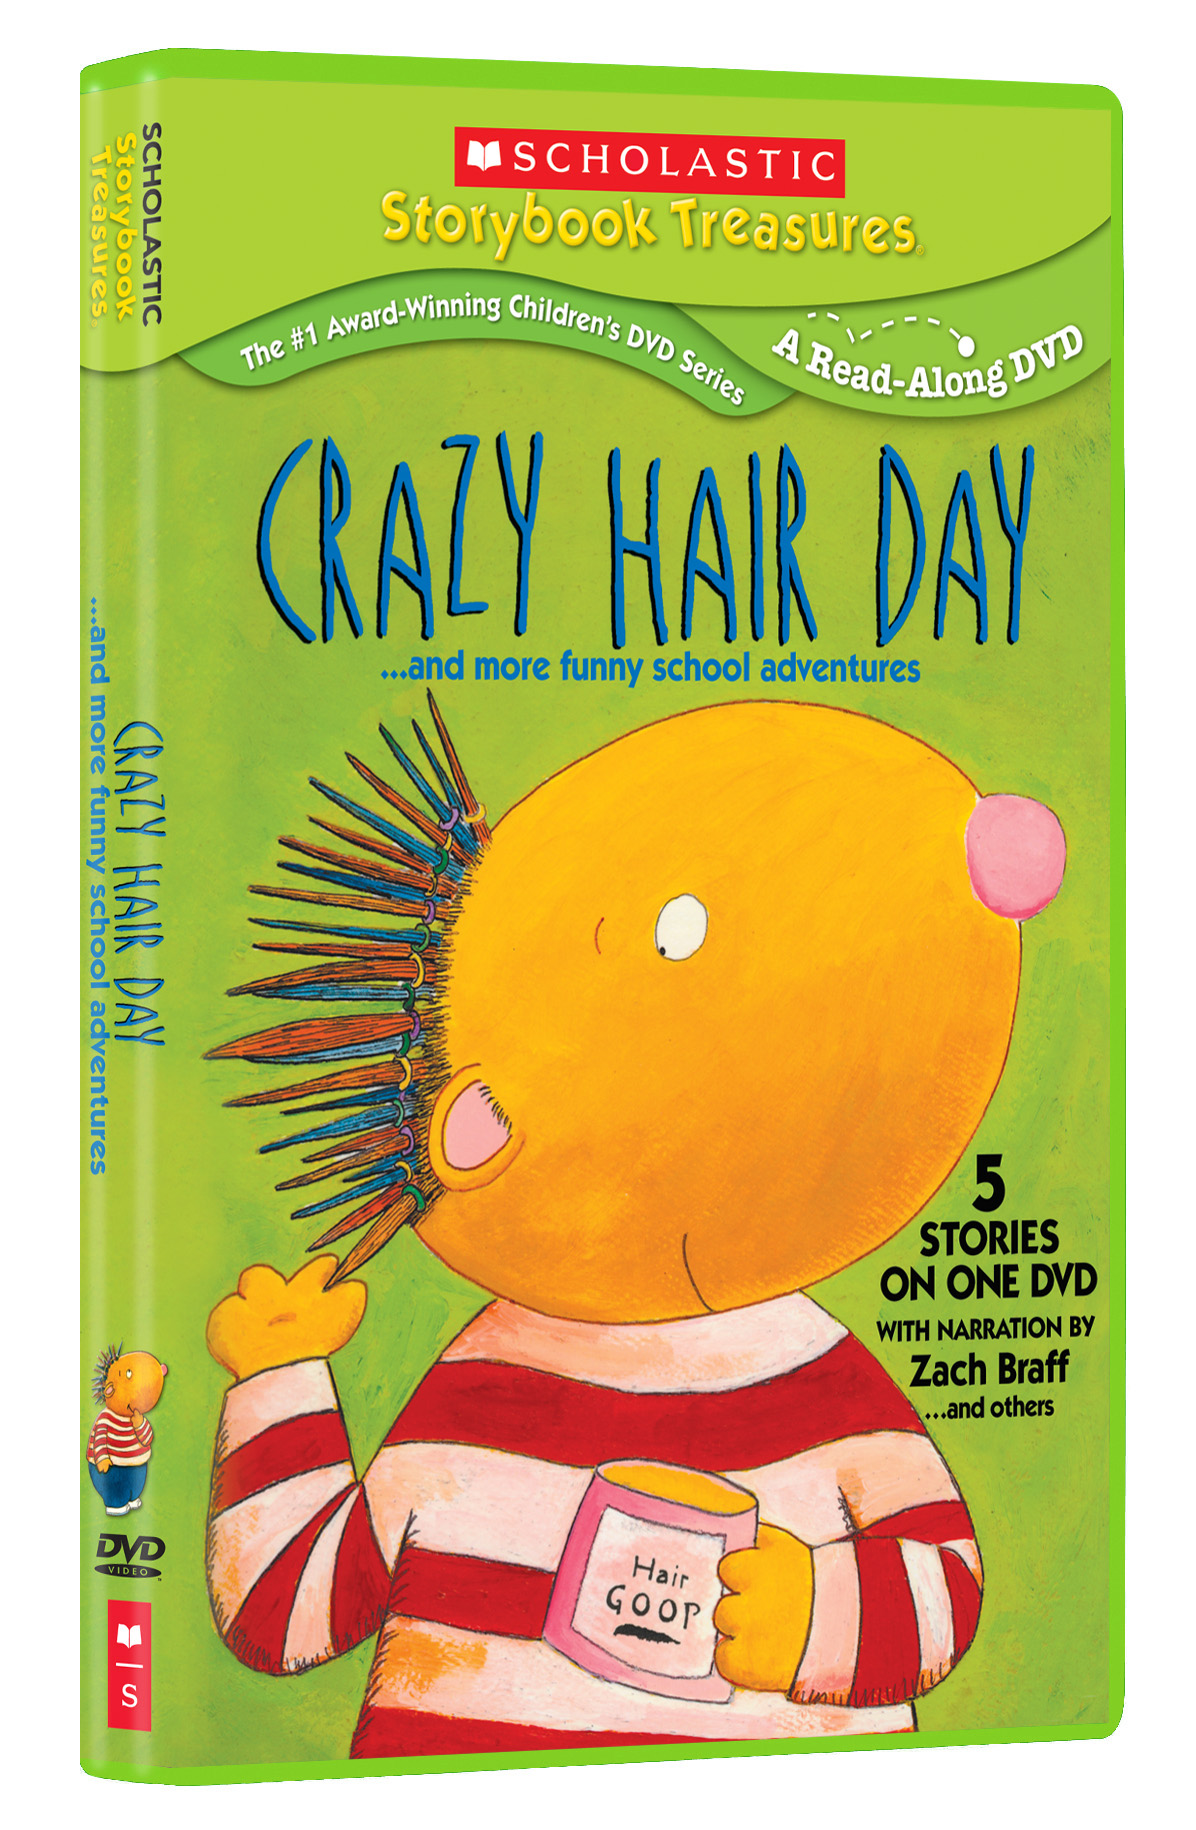 SCHOLASTIC
Storybook Treasures®
The #1 Award-Winning Children's DVD Series
A Read-Along DVD
CRAZY HAIR DAY
...and more funny school adventures
5
STORIES
ON ONE DVD
WITH NARRATION BY
Zach Braff
...and others
Hair
GOOP
SCHOLASTIC
Storybook
Treasures®
CRAZY HAIR DAY
...and more funny school adventures
DVD
VIDEO
S